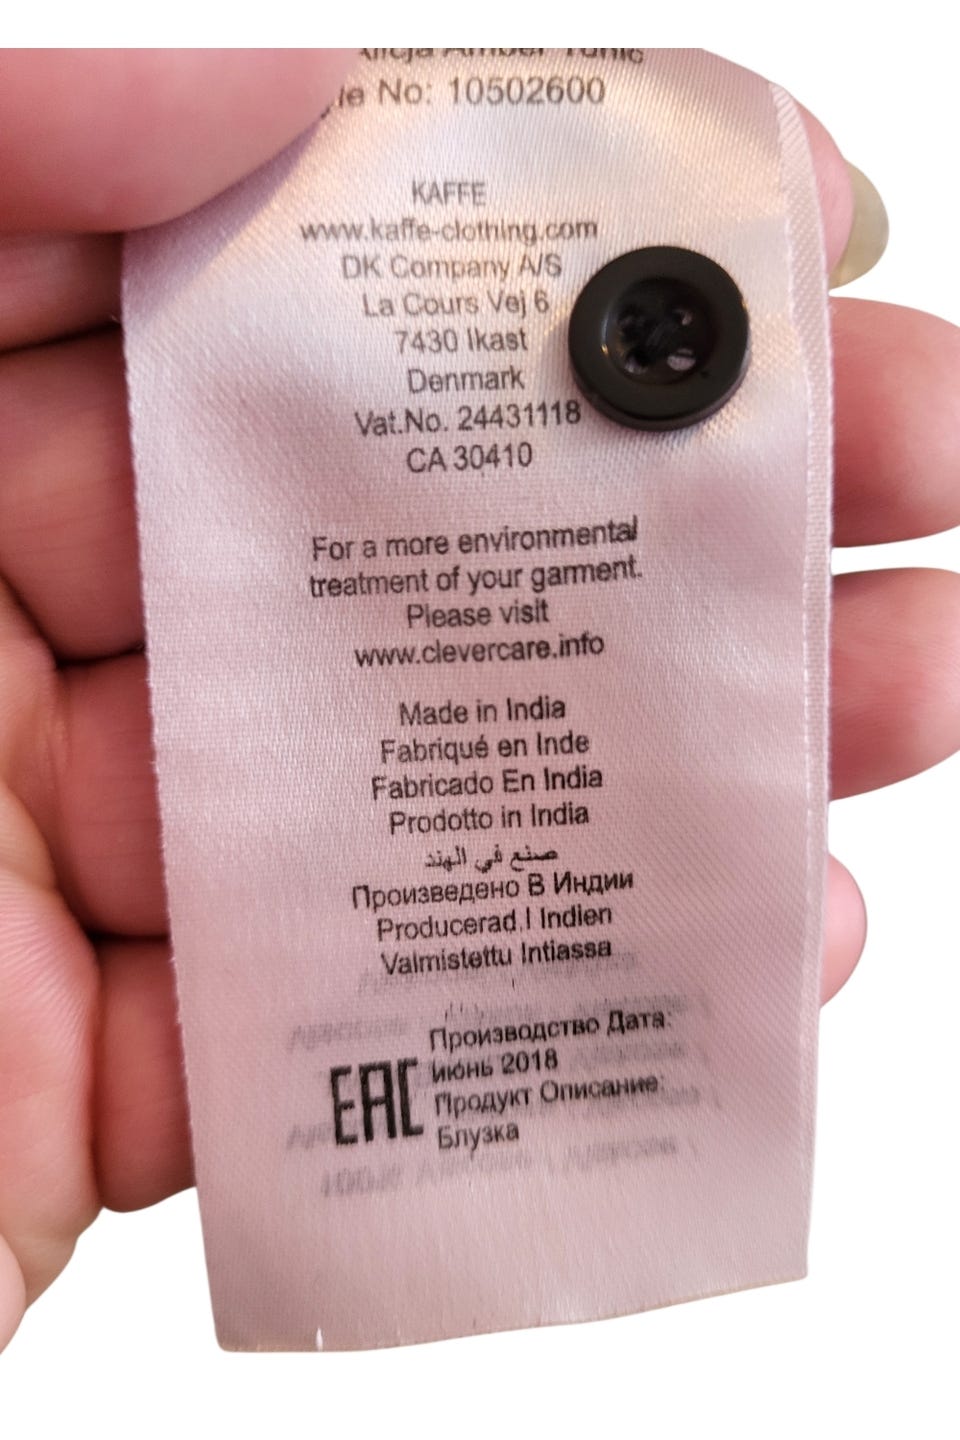 Amber Tunic
le No: 10502600
KAFFE
www.kaffe-clothing.com
DK Company A/S
La Cours Vej 6
7430 Ikast
Denmark
Vat.No. 24431118
CA 30410
For a more environmental
treatment of your garment.
Please visit
www.clevercare.info
Made in India
Fabriqué en Inde
Fabricado En India
Prodotto in India
صنع في الهند
Произведено В Индии
Producerad.I Indien
Valmistettu Intiassa
EAC
Производство Дата:
июнь 2018
Продукт Описание:
Блузка